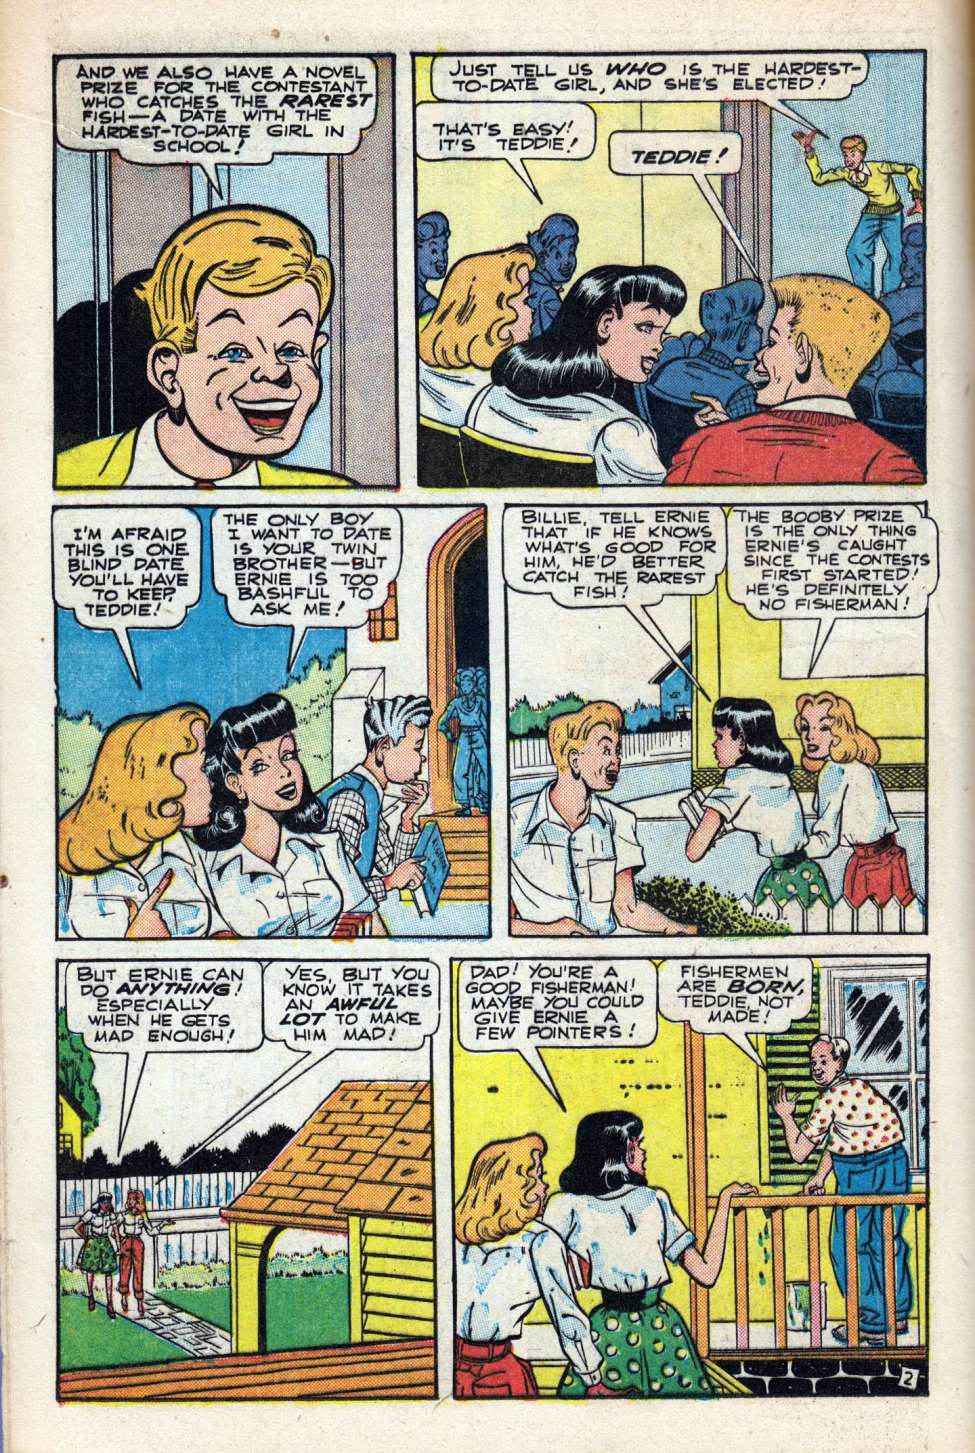 AND WE ALSO HAVE A NOVEL
PRIZE FOR THE CONTESTANT
WHO CATCHES THE RAREST
FISH—A DATE WITH THE
HARDEST-TO-DATE GIRL IN
SCHOOL!
JUST TELL US WHO IS THE HARDEST-
TO-DATE GIRL, AND SHE'S ELECTED!
THAT'S EASY!
IT'S TEDDIE!
TEDDIE!
I'M AFRAID
THIS IS ONE
BLIND DATE
YOU'LL HAVE
TO KEEP,
TEDDIE!
THE ONLY BOY
I WANT TO DATE
IS YOUR TWIN
BROTHER—BUT
ERNIE IS TOO
BASHFUL TO
ASK ME!
BILLIE, TELL ERNIE
THAT IF HE KNOWS
WHAT'S GOOD FOR
HIM, HE'D BETTER
CATCH THE RAREST
FISH!
THE BOOBY PRIZE
IS THE ONLY THING
ERNIE'S CAUGHT
SINCE THE CONTESTS
FIRST STARTED!
HE'S DEFINITELY
NO FISHERMAN!
BUT ERNIE CAN
DO ANYTHING!
ESPECIALLY
WHEN HE GETS
MAD ENOUGH!
YES, BUT YOU
KNOW IT TAKES
AN AWFUL
LOT TO MAKE
HIM MAD!
DAD! YOU'RE A
GOOD FISHERMAN!
MAYBE YOU COULD
GIVE ERNIE A
FEW POINTERS!
FISHERMEN
ARE BORN,
TEDDIE, NOT
MADE!
2